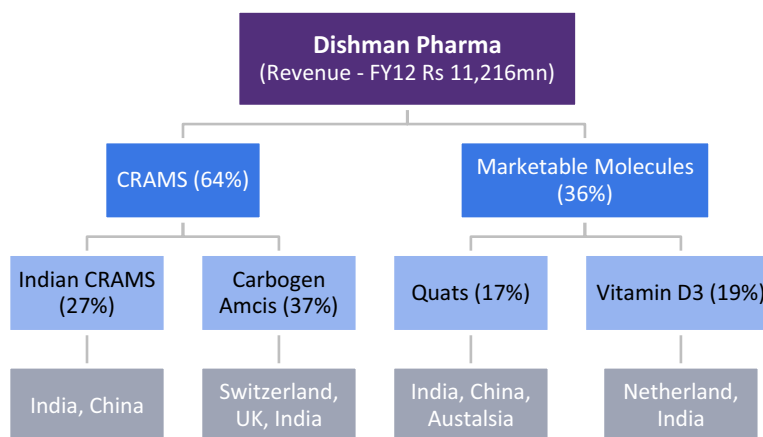 Dishman Pharma
(Revenue - FY12 Rs 11,216mn)
CRAMS (64%)
Marketable Molecules
(36%)
Indian CRAMS
(27%)
Carbogen
Amcis (37%)
Quats (17%)
Vitamin D3 (19%)
India, China
Switzerland,
UK, India
India, China,
Austalsia
Netherland,
India